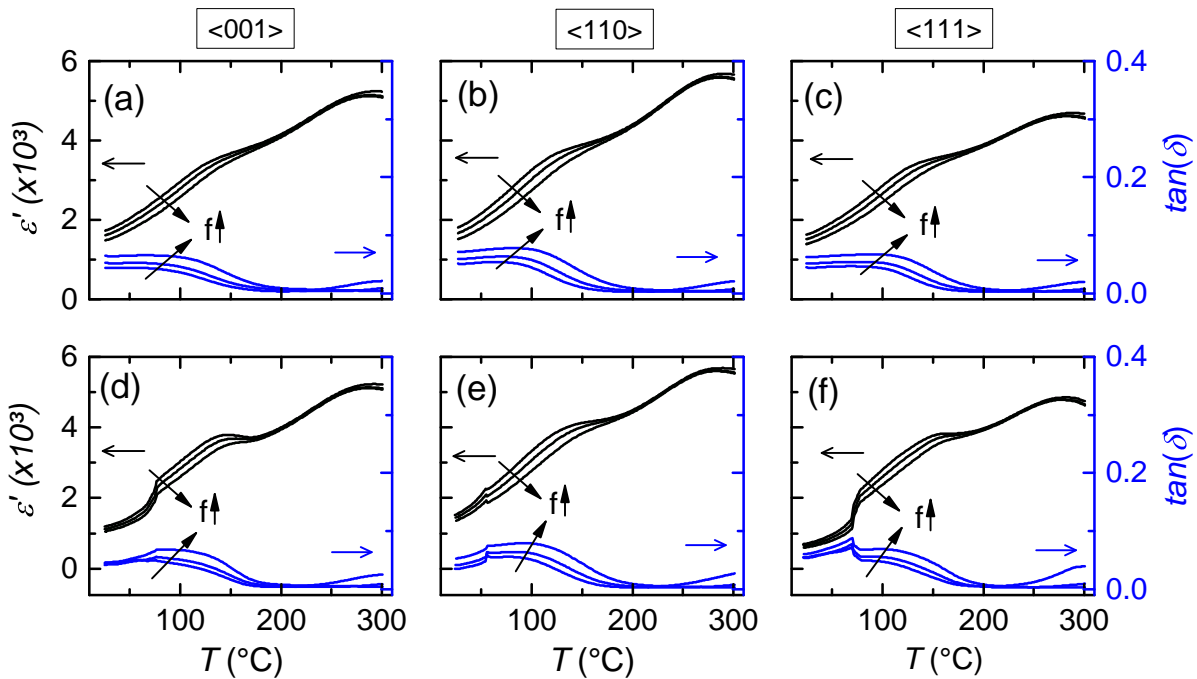 <001> <110> <111>
6 0.4
(a) (b) (c)
4
ε' (x10³) 0.2 tan(δ)
2 f f f
0 0.0
6 0.4
(d) (e) (f)
4
ε' (x10³) 0.2 tan(δ)
2 f f f
0 0.0
100 200 300 100 200 300 100 200 300
T (°C) T (°C) T (°C)